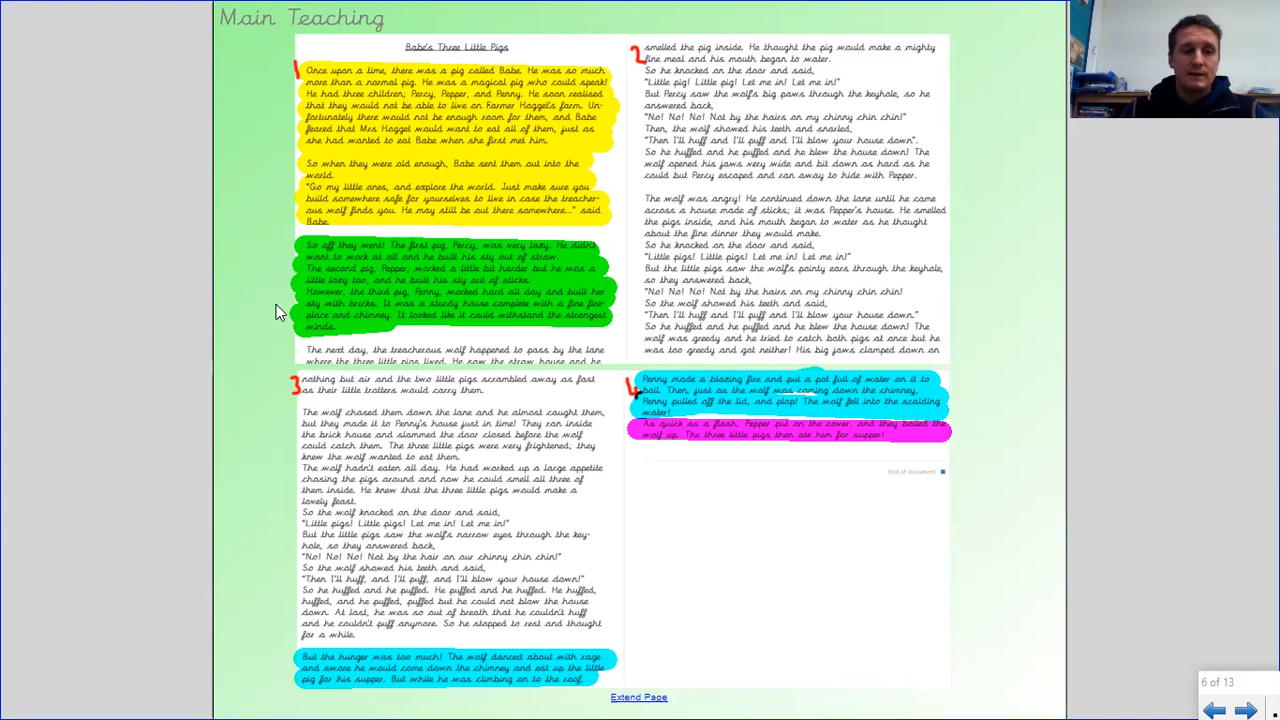 Main Teaching
Babe's Three Little Pigs
1
Once upon a time, there was a pig called Babe. He was so much
more than a normal pig. He was a magical pig who could speak!
He had three children; Percy, Pepper, and Penny. He soon realised
that they would not be able to live on Farmer Hogget's farm. Un-
fortunately there would not be enough room for them, and Babe
feared that Mrs Hogget would want to eat all of them, just as
she had wanted to eat Babe when she first met him.
So when they were old enough, Babe sent them out into the
world.
"Go my little ones, and explore the world. Just make sure you
build somewhere safe for yourselves to live in case the treacher-
ous wolf finds you. He may still be out there somewhere..." said
Babe.
So off they went! The first pig, Percy, was very lazy. He didn't
want to work at all and he built his sty out of straw.
The second pig, Pepper, worked a little bit harder but he was a
little lazy too, and he built his sty out of sticks.
However, the third pig, Penny, worked hard all day and built her
sty with bricks. It was a sturdy house complete with a fine fire-
place and chimney. It looked like it could withstand the strongest
winds.
The next day, the treacherous wolf happened to pass by the lane
where the three little pigs lived. He saw the straw house and he
2
smelled the pig inside. He thought the pig would make a mighty
fine meal and his mouth began to water.
So he knocked on the door and said,
"Little pig! Little pig! Let me in! Let me in!"
But Percy saw the wolf's big paws through the keyhole, so he
answered back,
"No! No! No! Not by the hairs on my chinny chin chin!"
Then, the wolf showed his teeth and snarled,
"Then I'll huff and I'll puff and I'll blow your house down".
So he huffed and he puffed and he blew the house down! The
wolf opened his jaws very wide and bit down as hard as he
could but Percy escaped and ran away to hide with Pepper.
The wolf was angry! He continued down the lane until he came
across a house made of sticks; it was Pepper's house. He smelled
the pigs inside, and his mouth began to water as he thought
about the fine dinner they would make.
So he knocked on the door and said,
"Little pigs! Little pigs! Let me in! Let me in!"
But the little pigs saw the wolf's pointy ears through the keyhole,
so they answered back,
"No! No! No! Not by the hairs on my chinny chin chin!
So the wolf showed his teeth and said,
"Then I'll huff and I'll puff and I'll blow your house down."
So he huffed and he puffed and he blew the house down! The
wolf was greedy and he tried to catch both pigs at once but he
was too greedy and got neither! His big jaws clamped down on
3
nothing but air and the two little pigs scrambled away as fast
as their little trotters would carry them.
The wolf chased them down the lane and he almost caught them,
but they made it to Penny's house just in time! They ran inside
the brick house and slammed the door closed before the wolf
could catch them. The three little pigs were very frightened; they
knew the wolf wanted to eat them.
The wolf hadn't eaten all day. He had worked up a large appetite
chasing the pigs around and now he could smell all three of
them inside. He knew that the three little pigs would make a
lovely feast.
So the wolf knocked on the door and said,
"Little pigs! Little pigs! Let me in! Let me in!"
But the little pigs saw the wolf's narrow eyes through the key-
hole, so they answered back,
"No! No! No! Not by the hair on our chinny chin chin!"
So the wolf showed his teeth and said,
"Then I'll huff, and I'll puff, and I'll blow your house down!"
So he huffed and he puffed. He puffed and he huffed. He huffed,
huffed, and he puffed, puffed but he could not blow the house
down. At last, he was so out of breath that he couldn't huff
and he couldn't puff anymore. So he stopped to rest and thought
for a while.
But the hunger was too much! The wolf danced about with rage
and swore he would come down the chimney and eat up the little
pig for his supper. But while he was climbing on to the roof,
4
Penny made a blazing fire and put a pot full of water on it to
boil. Then, just as the wolf was coming down the chimney,
Penny pulled off the lid, and plop! The wolf fell into the scalding
water!
As quick as a flash, Pepper put on the cover, and they boiled the
wolf up. The three little pigs then ate him for supper!
End of document
Extend Page
6 of 13